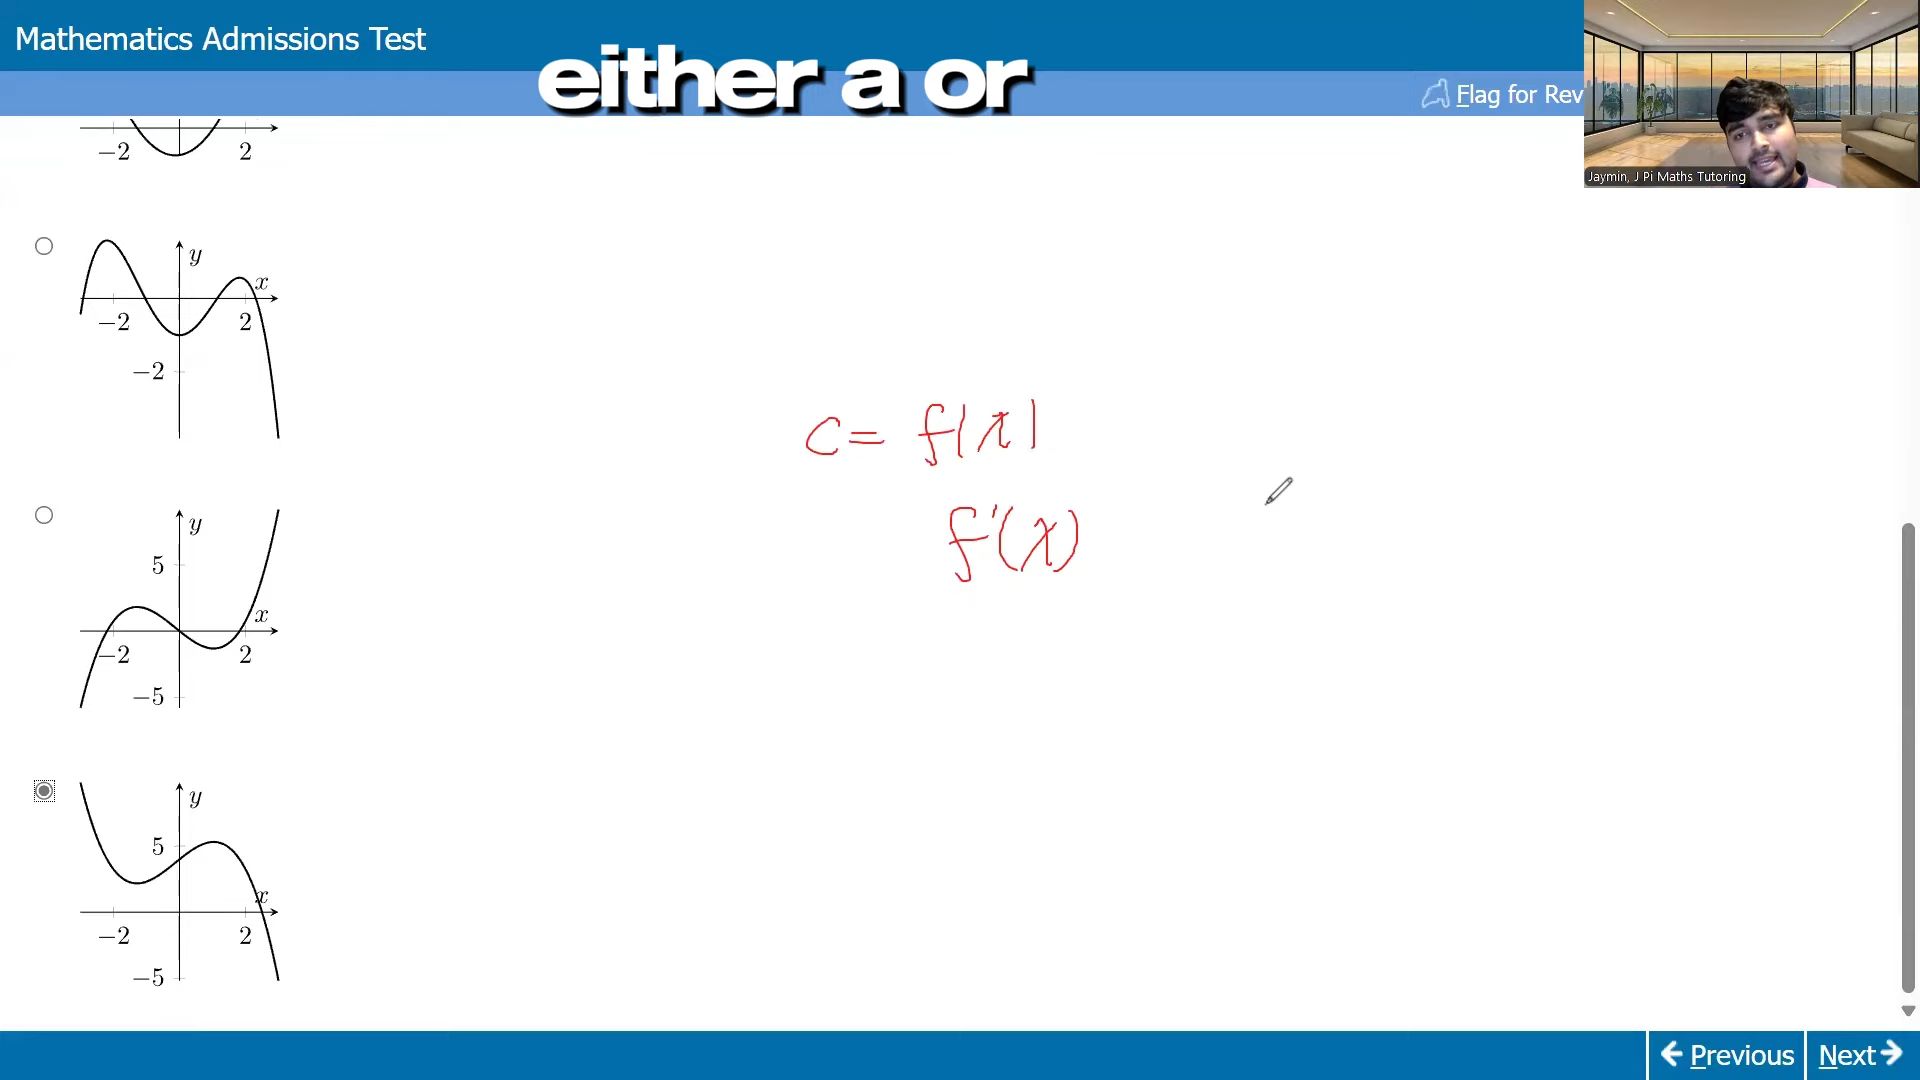 Mathematics Admissions Test
either a or
Flag for Rev
Jaymin, J Pi Maths Tutoring
−2 2
y
x
−2 2
−2
c = f(x)
f'(x)
y
5
x
−2 2
−5
y
5
x
−2 2
−5
Previous Next